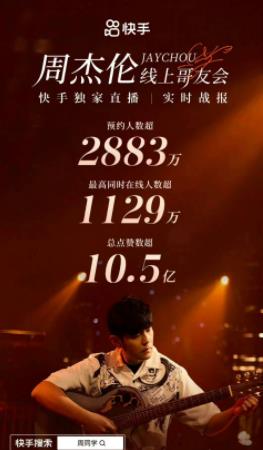 快手
周杰伦
JAYCHOU
线上哥友会
快手独家直播 | 实时战报
预约人数超
2883万
最高同时在线人数超
1129万
总点赞数超
10.5亿
快手搜索 周同学